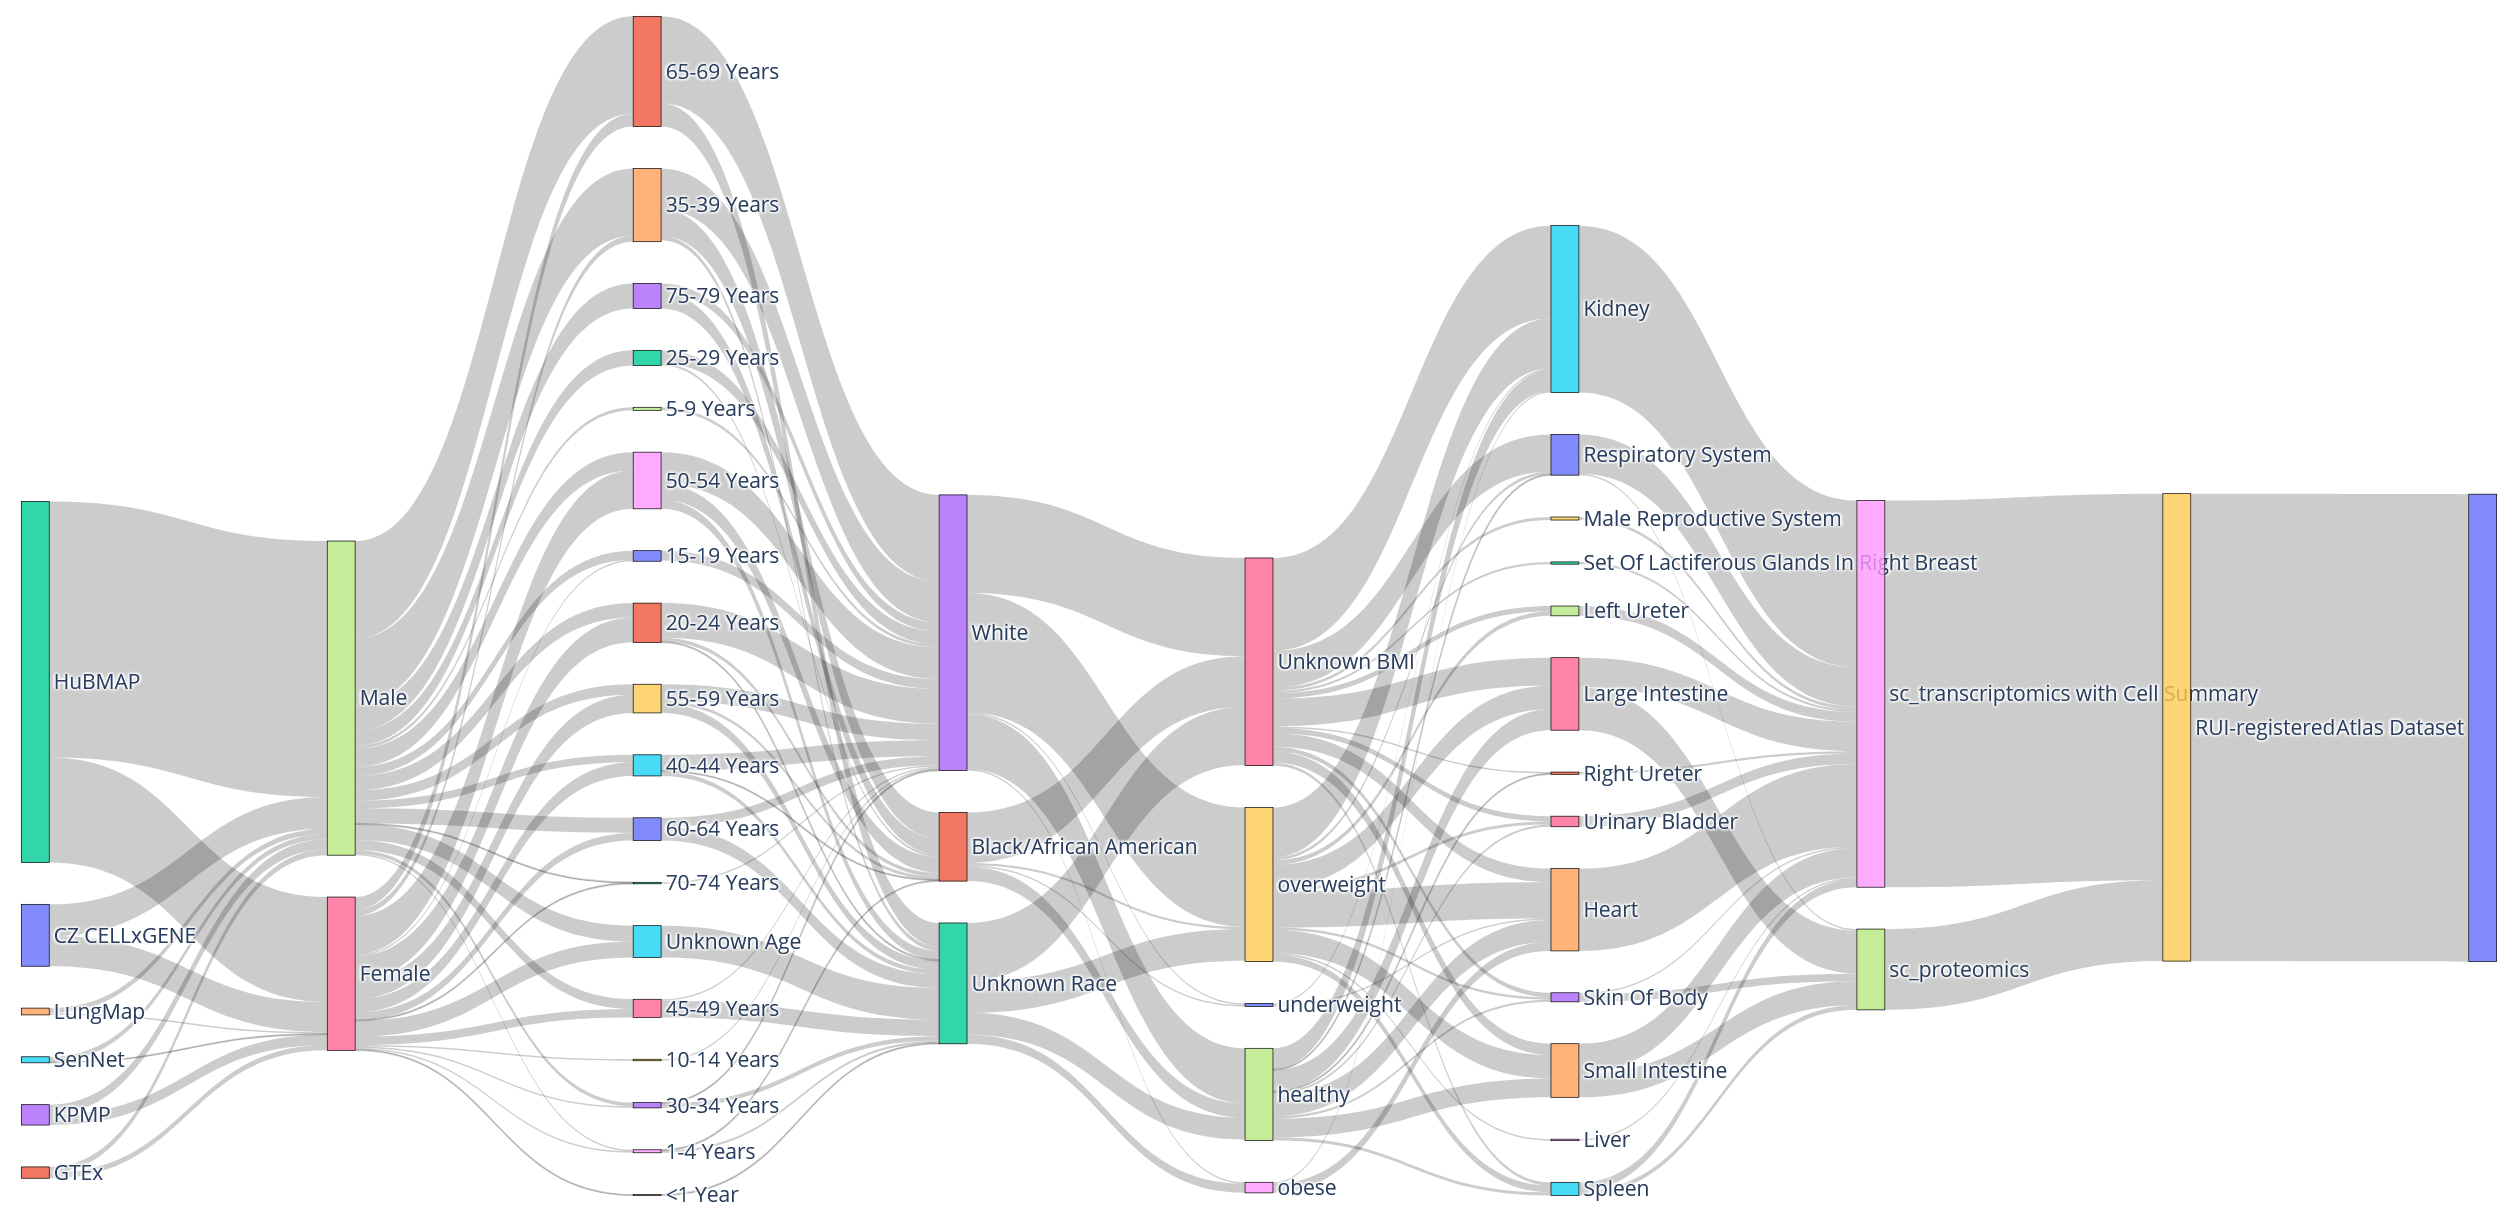 HuBMAP
CZ CELLxGENE
LungMap
SenNet
KPMP
GTEx
Male
Female
65-69 Years
35-39 Years
75-79 Years
25-29 Years
5-9 Years
50-54 Years
15-19 Years
20-24 Years
55-59 Years
40-44 Years
60-64 Years
70-74 Years
Unknown Age
45-49 Years
10-14 Years
30-34 Years
1-4 Years
<1 Year
White
Black/African American
Unknown Race
Unknown BMI
overweight
underweight
healthy
obese
Kidney
Respiratory System
Male Reproductive System
Set Of Lactiferous Glands In Right Breast
Left Ureter
Large Intestine
Right Ureter
Urinary Bladder
Heart
Skin Of Body
Small Intestine
Liver
Spleen
sc_transcriptomics with Cell Summary
sc_proteomics
RUI-registered
Atlas Dataset